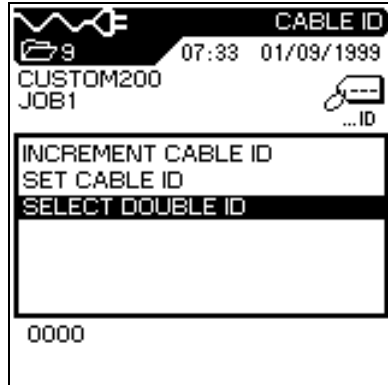 CABLE ID
9 07:33 01/09/1999
CUSTOM200
JOB1
...ID
INCREMENT CABLE ID
SET CABLE ID
SELECT DOUBLE ID
0000